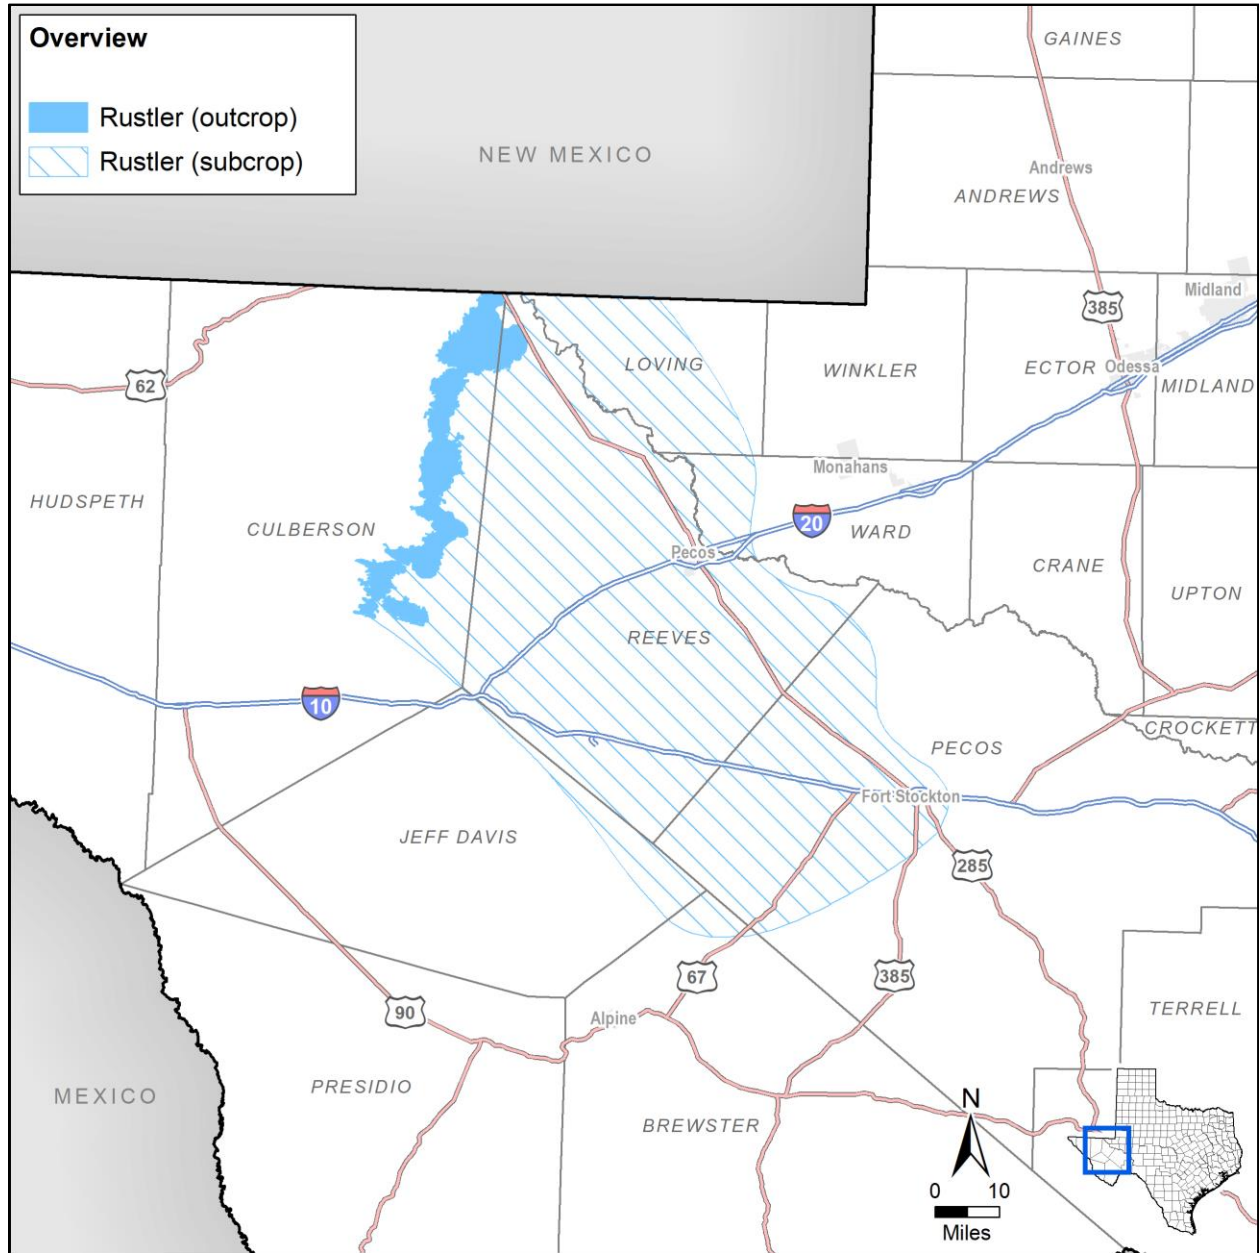 Overview
Rustler (outcrop)
Rustler (subcrop)
GAINES
NEW MEXICO
Andrews
ANDREWS
Midland
385
LOVING
WINKLER
ECTOR
Odessa
MIDLAND
62
Monahans
HUDSPETH
CULBERSON
20
WARD
Pecos
CRANE
UPTON
REEVES
10
CROCKETT
PECOS
Fort Stockton
JEFF DAVIS
285
67
385
90
Alpine
TERRELL
MEXICO
PRESIDIO
BREWSTER
N
0 10
Miles